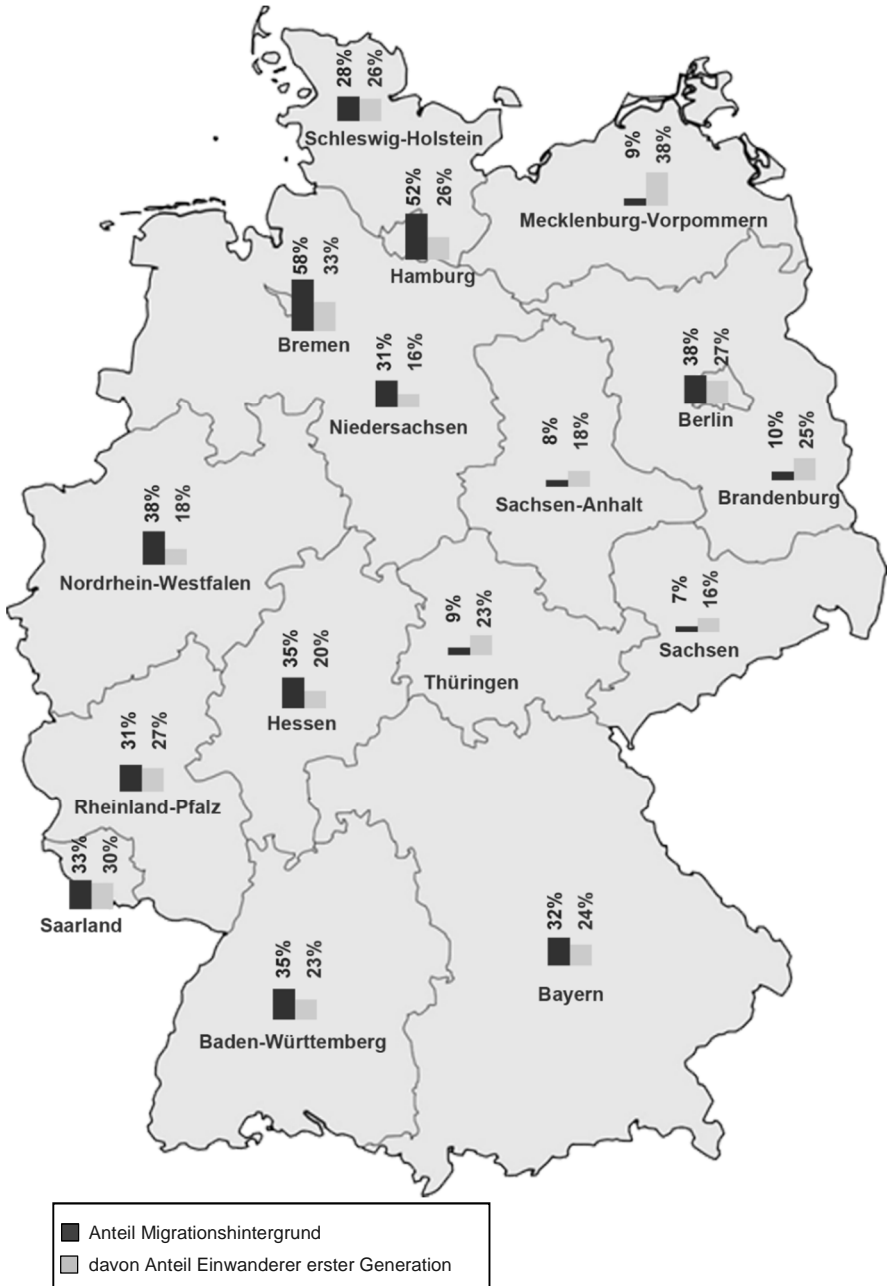 28% 26%
Schleswig-Holstein
9% 38%
Mecklenburg-Vorpommern
52% 26%
Hamburg
58% 33%
Bremen
31% 16%
Niedersachsen
38% 27%
Berlin
8% 18%
Sachsen-Anhalt
10% 25%
Brandenburg
38% 18%
Nordrhein-Westfalen
35% 20%
Hessen
9% 23%
Thüringen
7% 16%
Sachsen
31% 27%
Rheinland-Pfalz
33% 30%
Saarland
35% 23%
Baden-Württemberg
32% 24%
Bayern
Anteil Migrationshintergrund
davon Anteil Einwanderer erster Generation